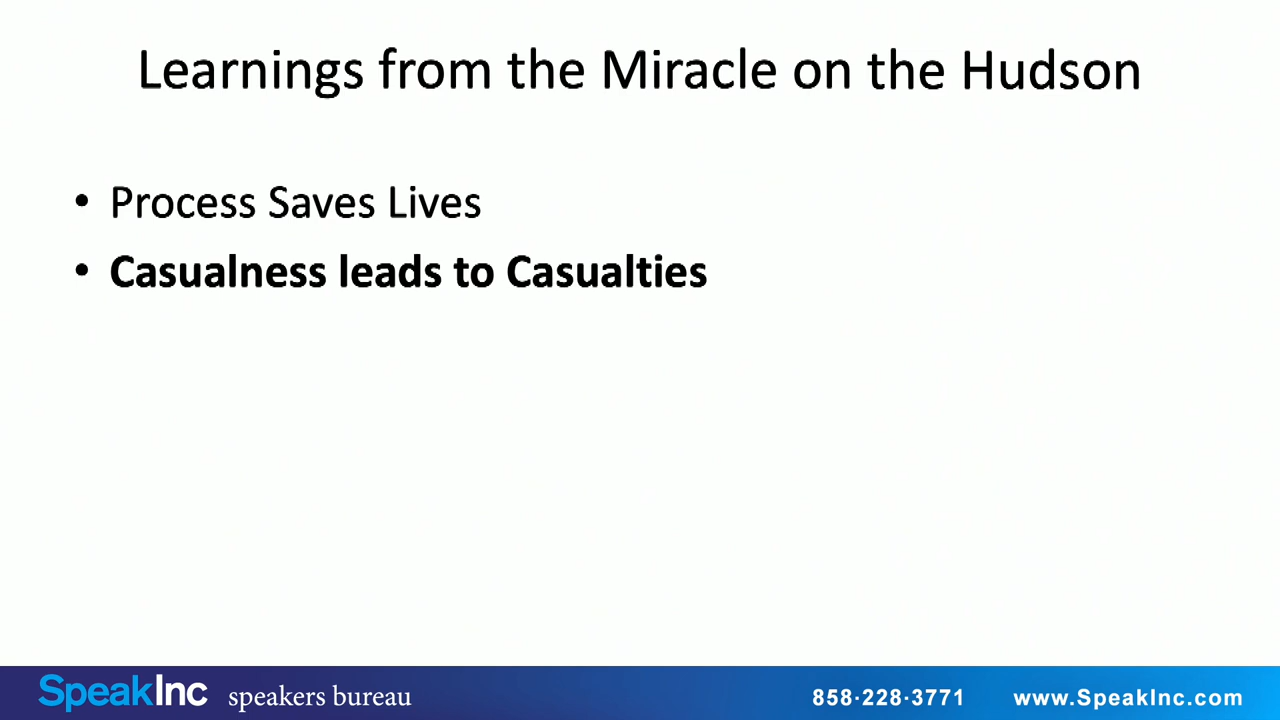 Learnings from the Miracle on the Hudson
• Process Saves Lives
• Casualness leads to Casualties
SpeakInc speakers bureau 858·228·3771 www.SpeakInc.com